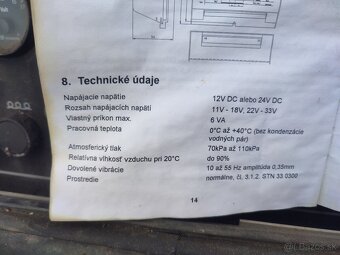 8. Technické údaje
Napájacie napätie 12V DC alebo 24V DC
Rozsah napájacích napätí 11V - 18V, 22V - 33V
Vlastný príkon max. 6 VA
Pracovná teplota 0°C až +40°C (bez kondenzácie
vodných pár)
Atmosferický tlak 70kPa až 110kPa
Relatívna vlhkosť vzduchu pri 20°C do 90%
Dovolené vibrácie 10 až 55 Hz amplitúda 0,35mm
Prostredie normálne, čl. 3.1.2. STN 33 0300
14